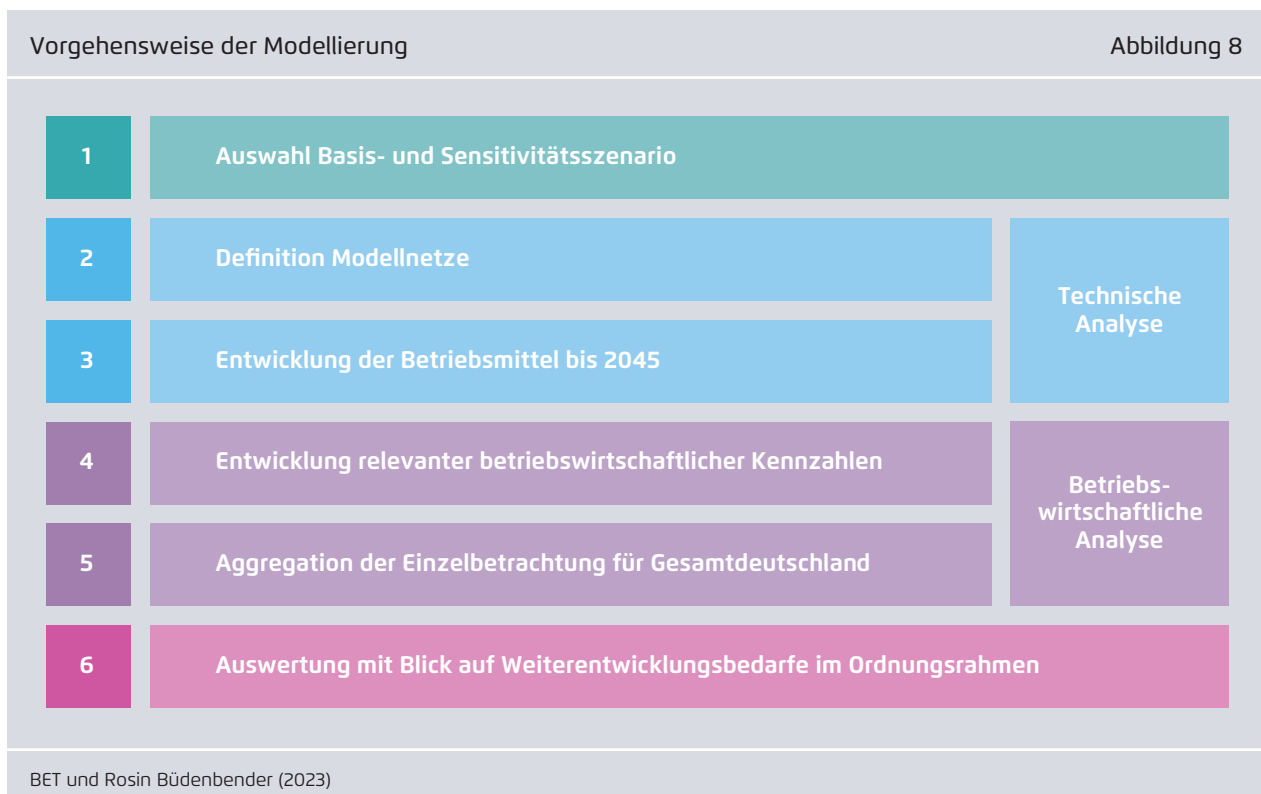 Vorgehensweise der Modellierung
Abbildung 8
1
Auswahl Basis- und Sensitivitätsszenario
2
Definition Modellnetze
3
Entwicklung der Betriebsmittel bis 2045
Technische
Analyse
4
Entwicklung relevanter betriebswirtschaftlicher Kennzahlen
5
Aggregation der Einzelbetrachtung für Gesamtdeutschland
Betriebs-
wirtschaftliche
Analyse
6
Auswertung mit Blick auf Weiterentwicklungsbedarfe im Ordnungsrahmen
BET und Rosin Büdenbender (2023)